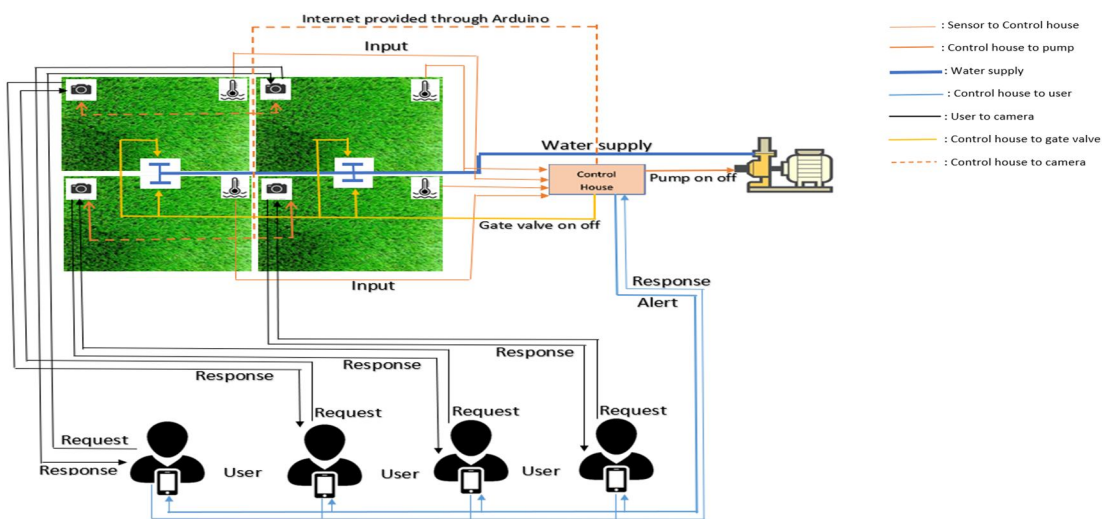 Internet provided through Arduino
Input
Water supply
Control
House
Pump on off
Gate valve on off
Input
Response
Alert
Response
Response
Response
Request
Request
Request
Request
Response
User
User
User
: Sensor to Control house
: Control house to pump
: Water supply
: Control house to user
: User to camera
: Control house to gate valve
: Control house to camera